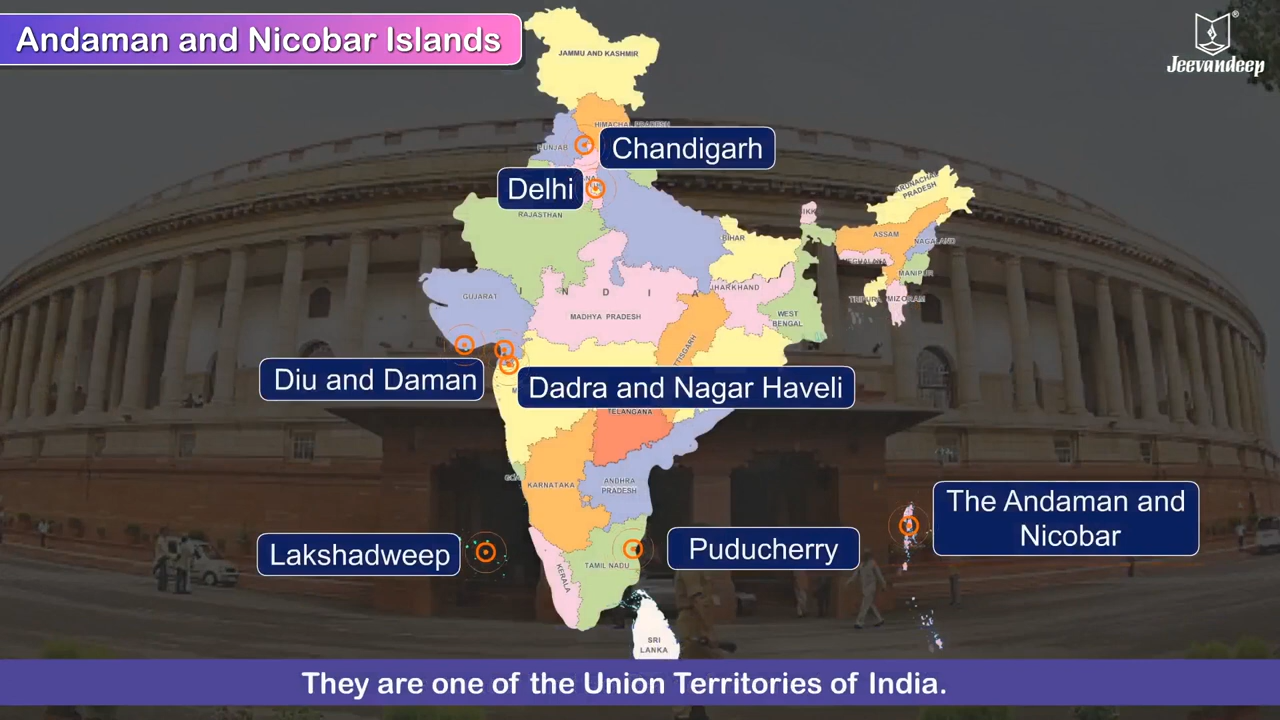 Andaman and Nicobar Islands
Jeevandeep
JAMMU AND KASHMIR
HIMACHAL PRADESH
PUNJAB
Chandigarh
Delhi
ARUNACHAL
PRADESH
RAJASTHAN
BIHAR
ASSAM
NAGALAND
MEGHALAYA
MANIPUR
TRIPURA
MIZORAM
GUJARAT
I N D I A
JHARKHAND
MADHYA PRADESH
WEST
BENGAL
Diu and Daman
Dadra and Nagar Haveli
TELANGANA
GOA
KARNATAKA
ANDHRA
PRADESH
The Andaman and
Nicobar
Lakshadweep
Puducherry
TAMIL NADU
KERALA
SRI
LANKA
They are one of the Union Territories of India.